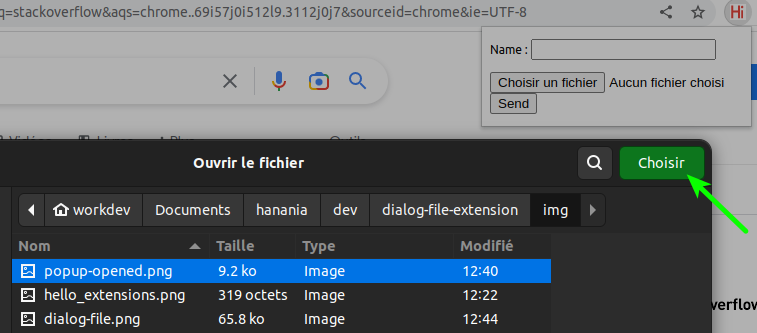 q=stackoverflow&aqs=chrome..69i57j0i512l9.3112j0j7&sourceid=chrome&ie=UTF-8
Hi
Name :
Choisir un fichier Aucun fichier choisi
Send
Ouvrir le fichier
Choisir
workdev Documents hanania dev dialog-file-extension img
Nom Taille Type Modifié
popup-opened.png 9.2 ko Image 12:40
hello_extensions.png 319 octets Image 12:22
dialog-file.png 65.8 ko Image 12:44
verflow